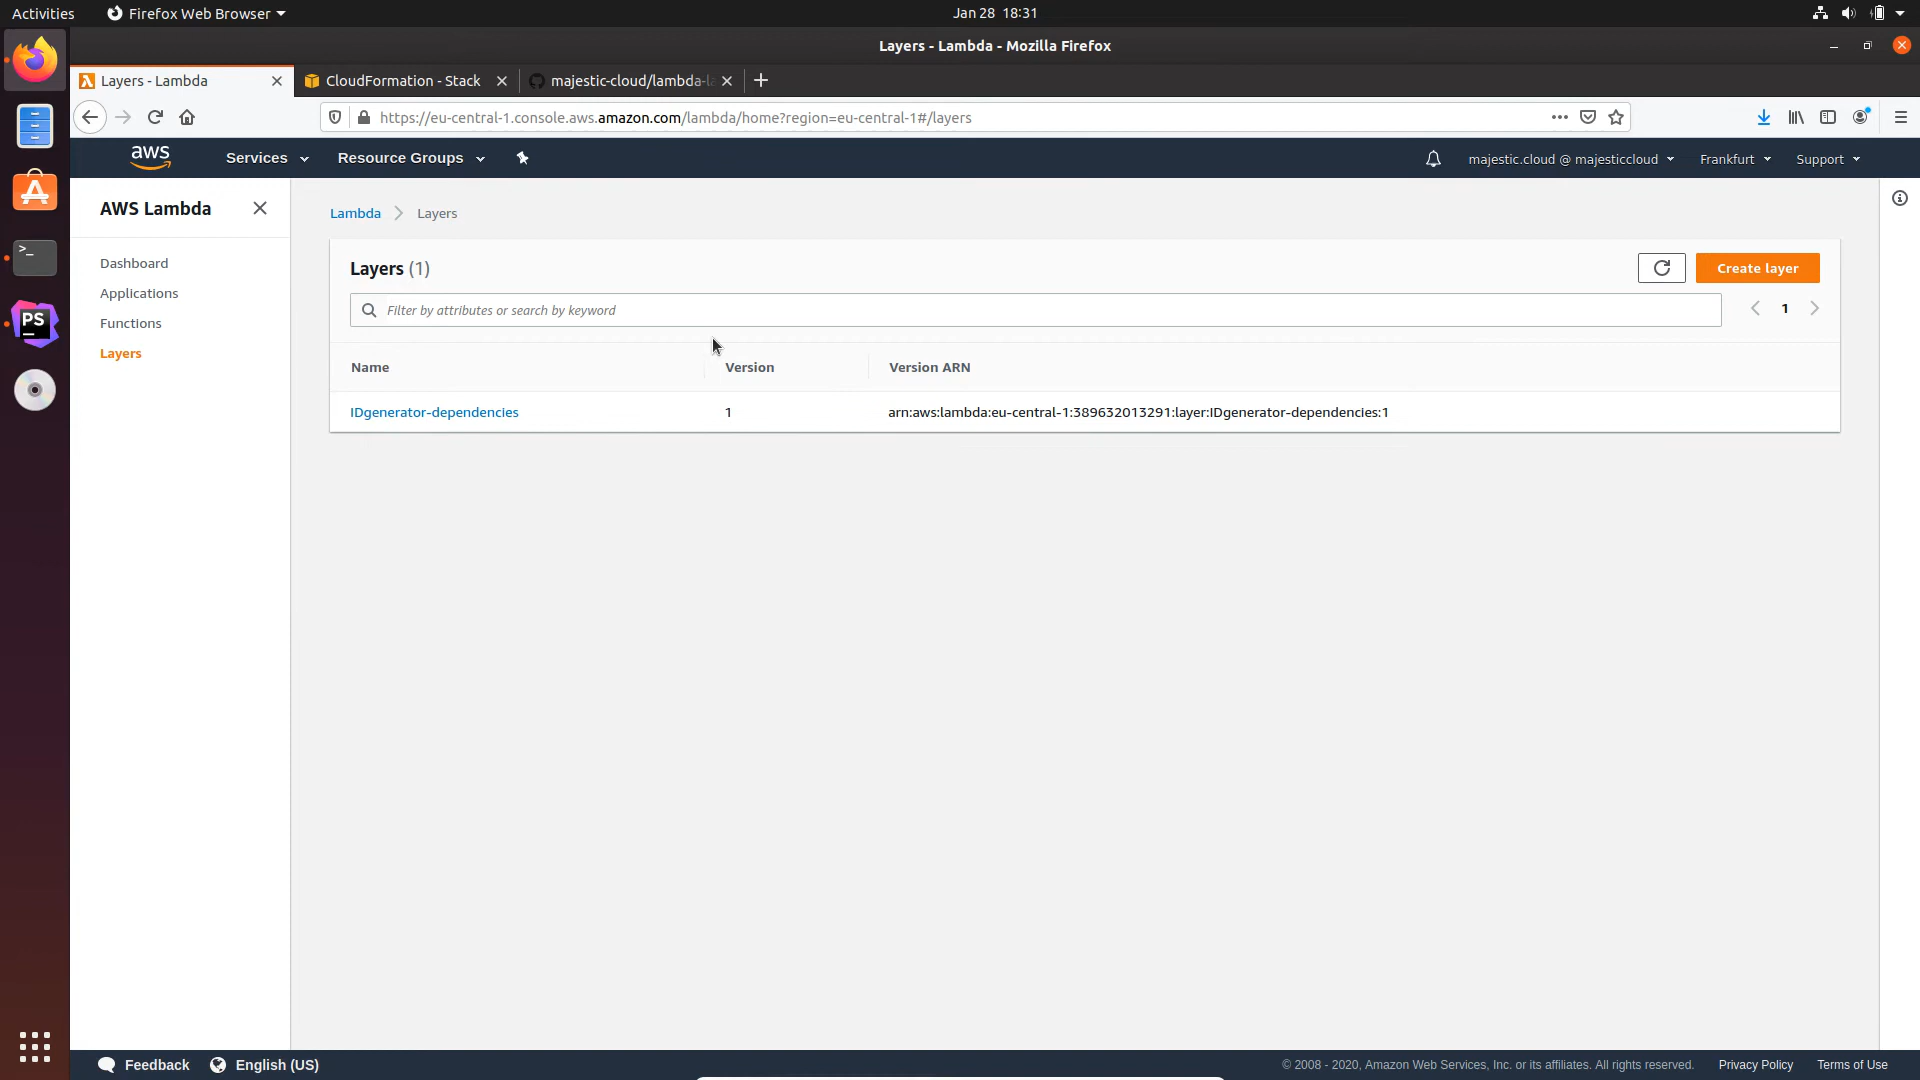 Activities
Firefox Web Browser
Jan 28 18:31
Layers - Lambda - Mozilla Firefox
Layers - Lambda
CloudFormation - Stack
majestic-cloud/lambda-la
https://eu-central-1.console.aws.amazon.com/lambda/home?region=eu-central-1#/layers
aws
Services
Resource Groups
majestic.cloud @ majesticcloud
Frankfurt
Support
AWS Lambda
Dashboard
Applications
Functions
Layers
Lambda
Layers
Layers (1)
Create layer
Filter by attributes or search by keyword
1
Name
Version
Version ARN
IDgenerator-dependencies
1
arn:aws:lambda:eu-central-1:389632013291:layer:IDgenerator-dependencies:1
>_
PS
Feedback
English (US)
© 2008 - 2020, Amazon Web Services, Inc. or its affiliates. All rights reserved.
Privacy Policy
Terms of Use